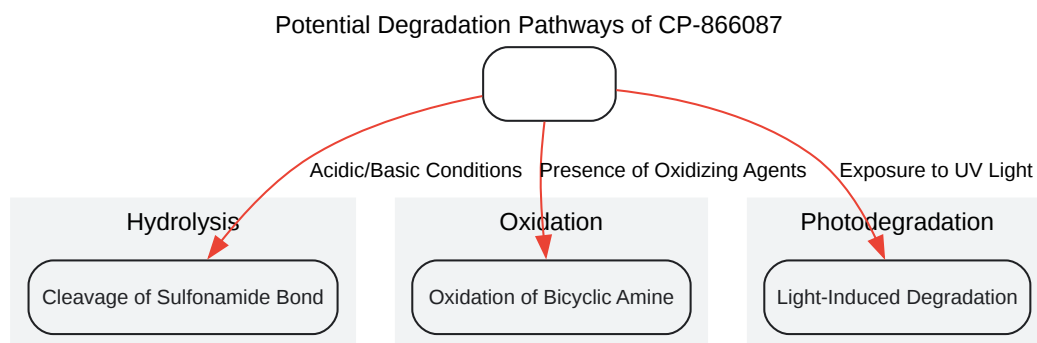 Potential Degradation Pathways of CP-866087
Acidic/Basic Conditions
Presence of Oxidizing Agents
Exposure to UV Light
Hydrolysis
Oxidation
Photodegradation
Cleavage of Sulfonamide Bond
Oxidation of Bicyclic Amine
Light-Induced Degradation